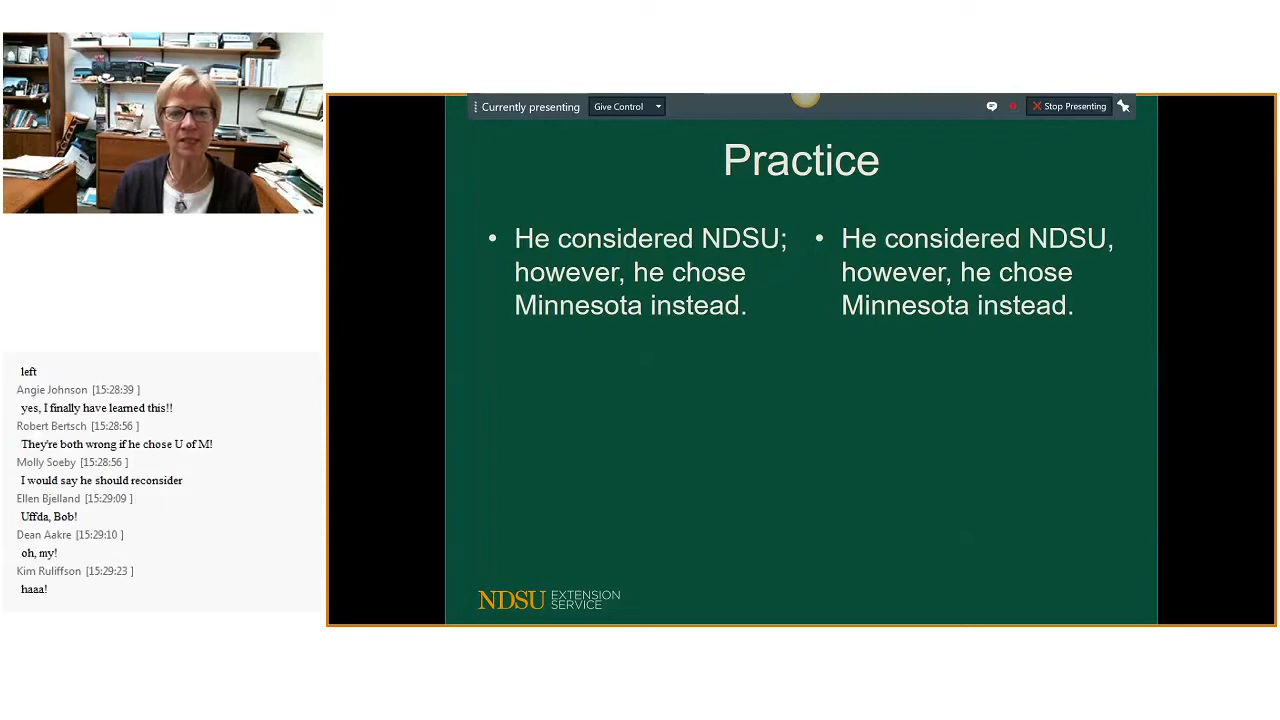 Currently presenting
Give Control
Stop Presenting
Practice
• He considered NDSU;
however, he chose
Minnesota instead.
• He considered NDSU,
however, he chose
Minnesota instead.
NDSU EXTENSION
SERVICE
left
Angie Johnson [15:28:39 ]
yes, I finally have learned this!!
Robert Bertsch [15:28:56 ]
They're both wrong if he chose U of M!
Molly Soeby [15:28:56 ]
I would say he should reconsider
Ellen Bjelland [15:29:09 ]
Uffda, Bob!
Dean Aakre [15:29:10 ]
oh, my!
Kim Ruliffson [15:29:23 ]
haaa!